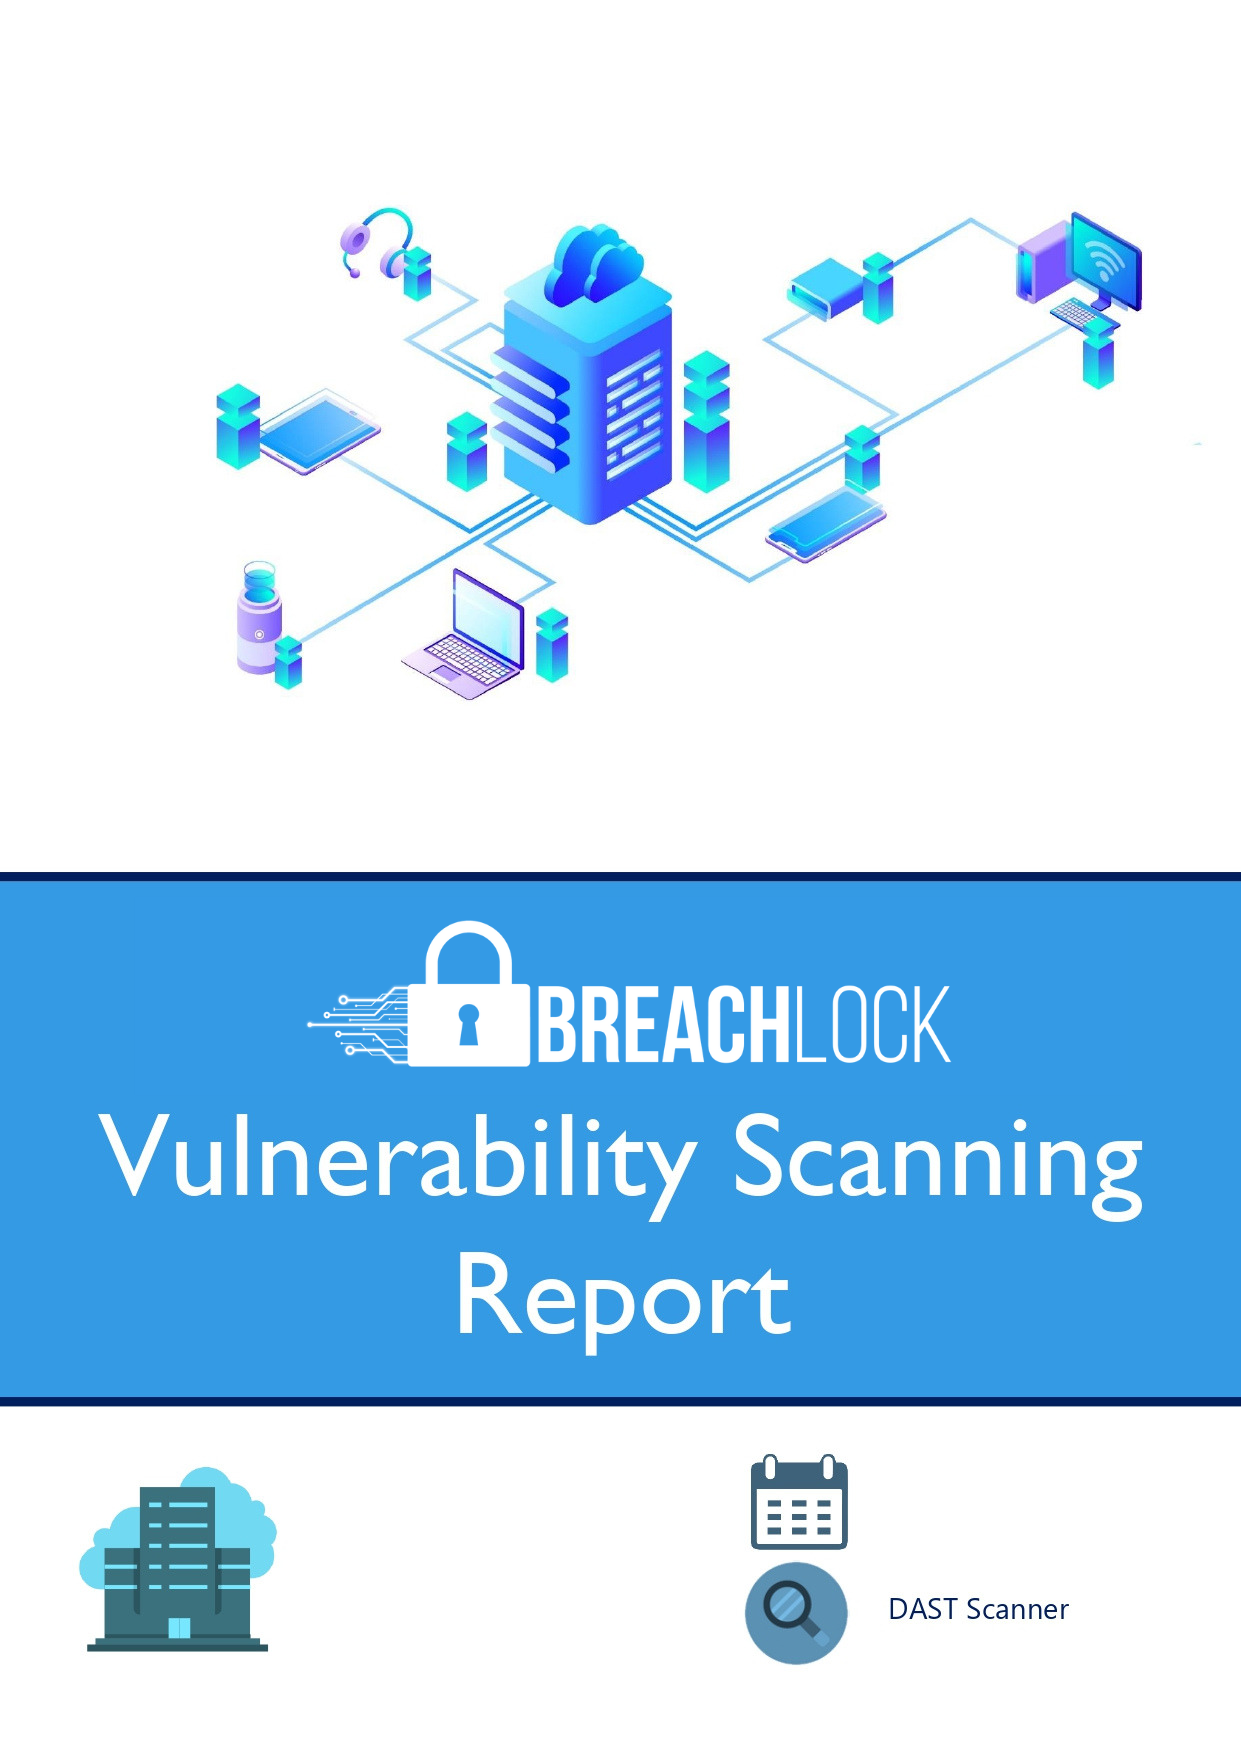 BREACHLOCK
Vulnerability Scanning
Report
DAST Scanner